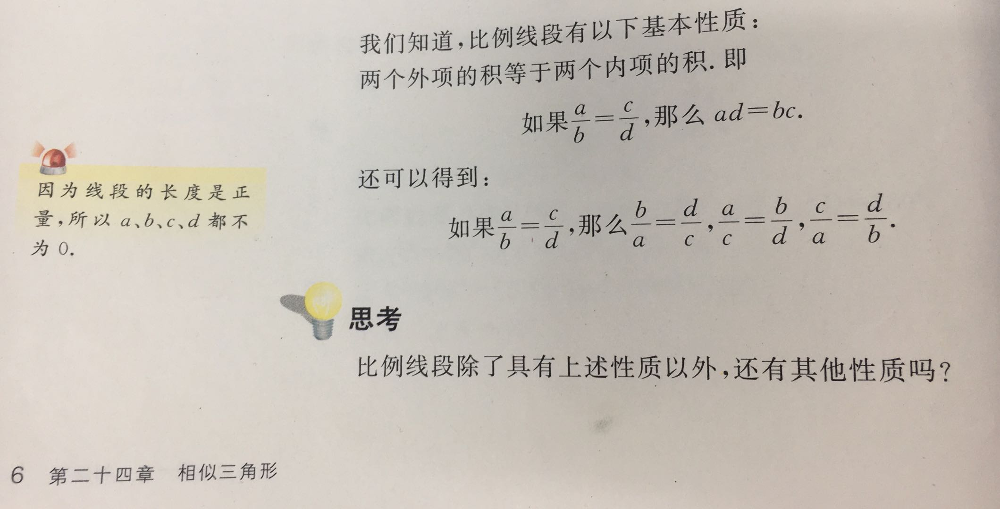 我们知道,比例线段有以下基本性质:
两个外项的积等于两个内项的积. 即
如果a/b=c/d,那么 ad=bc.
还可以得到:
如果a/b=c/d,那么b/a=d/c,a/c=b/d,c/a=d/b.
因为线段的长度是正
量,所以 a、b、c、d 都不
为 0.
思考
比例线段除了具有上述性质以外,还有其他性质吗?
6 第二十四章 相似三角形